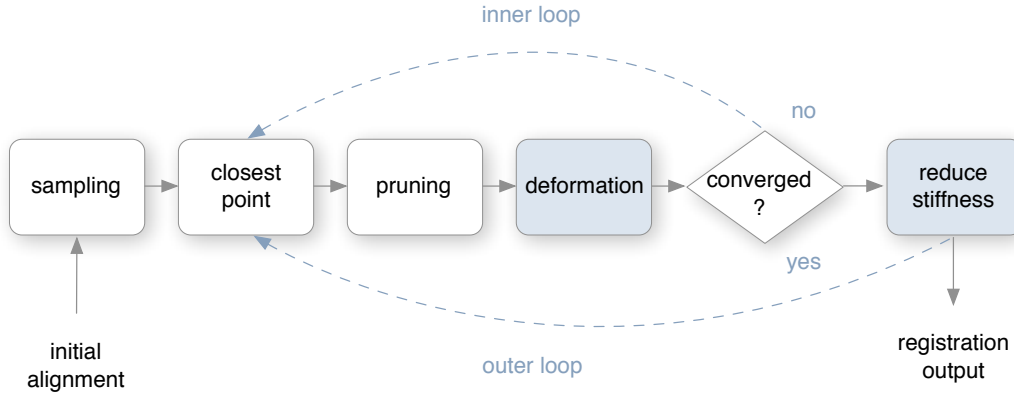 inner loop
no
sampling
closest
point
pruning
deformation
converged
?
reduce
stiffness
yes
initial
alignment
outer loop
registration
output